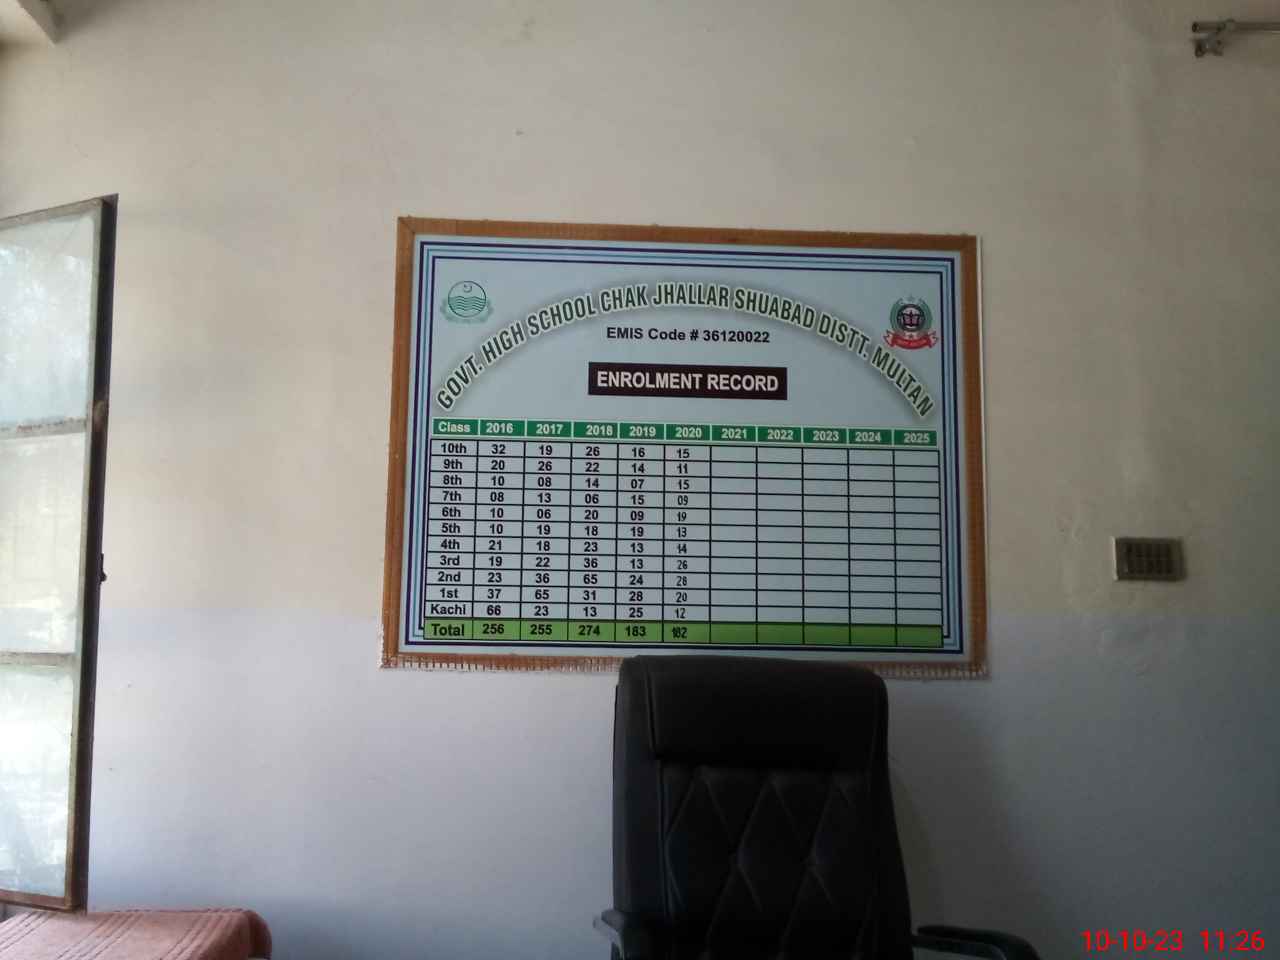 GOVT. HIGH SCHOOL CHAK JHALLAR SHUABAD DISTT. MULTAN
EMIS Code # 36120022
ENROLMENT RECORD
Class 2016 2017 2018 2019 2020 2021 2022 2023 2024 2025
10th 32 19 26 16 15
9th 20 26 22 14 11
8th 10 08 14 07 15
7th 08 13 06 15 09
6th 10 06 20 09 19
5th 10 19 18 19 13
4th 21 18 23 13 14
3rd 19 22 36 13 26
2nd 23 36 65 24 28
1st 37 65 31 28 20
Kachi 66 23 13 25 12
Total 256 255 274 183 182
10-10-23 11:26